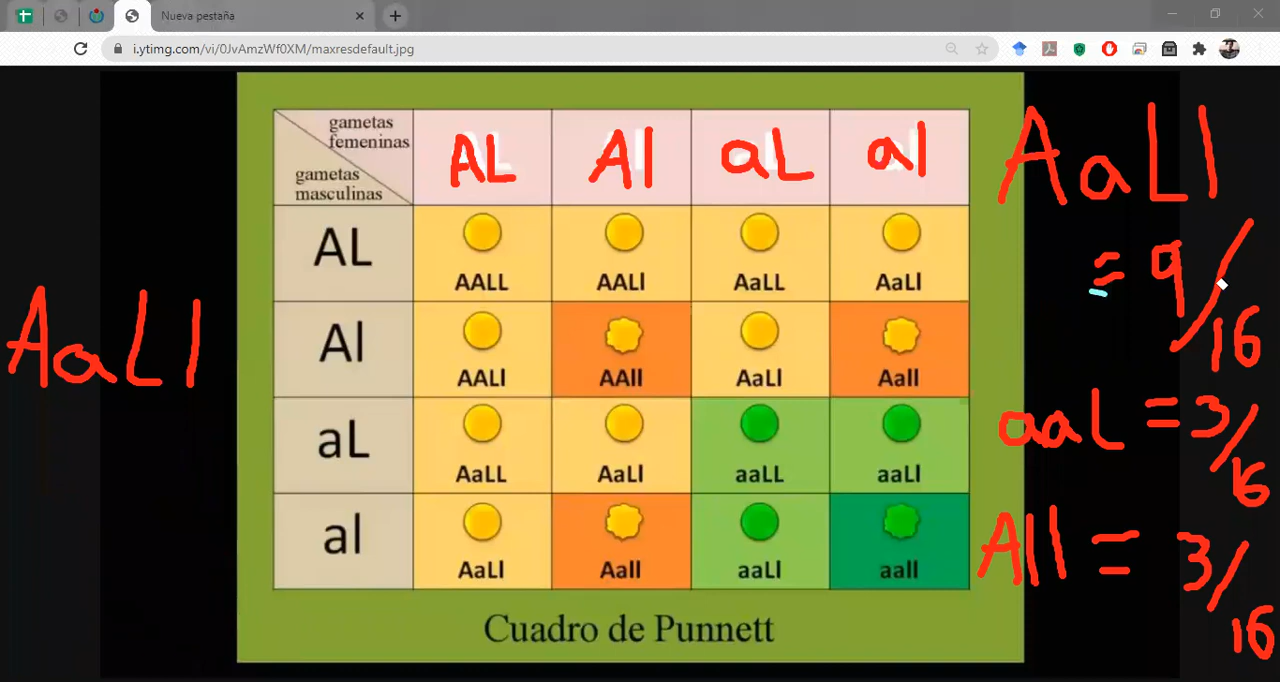 Nueva pestaña
i.ytimg.com/vi/0JvAmzWf0XM/maxresdefault.jpg
gametas
femeninas
gametas
masculinas
AL Al aL al
AL
AALL AALl AaLL AaLl
Al
AALl AAll AaLl Aall
aL
AaLL AaLl aaLL aaLl
al
AaLl Aall aaLl aall
Cuadro de Punnett
AaLl
AaLl
= 9/16
aaL = 3/16
All = 3/16